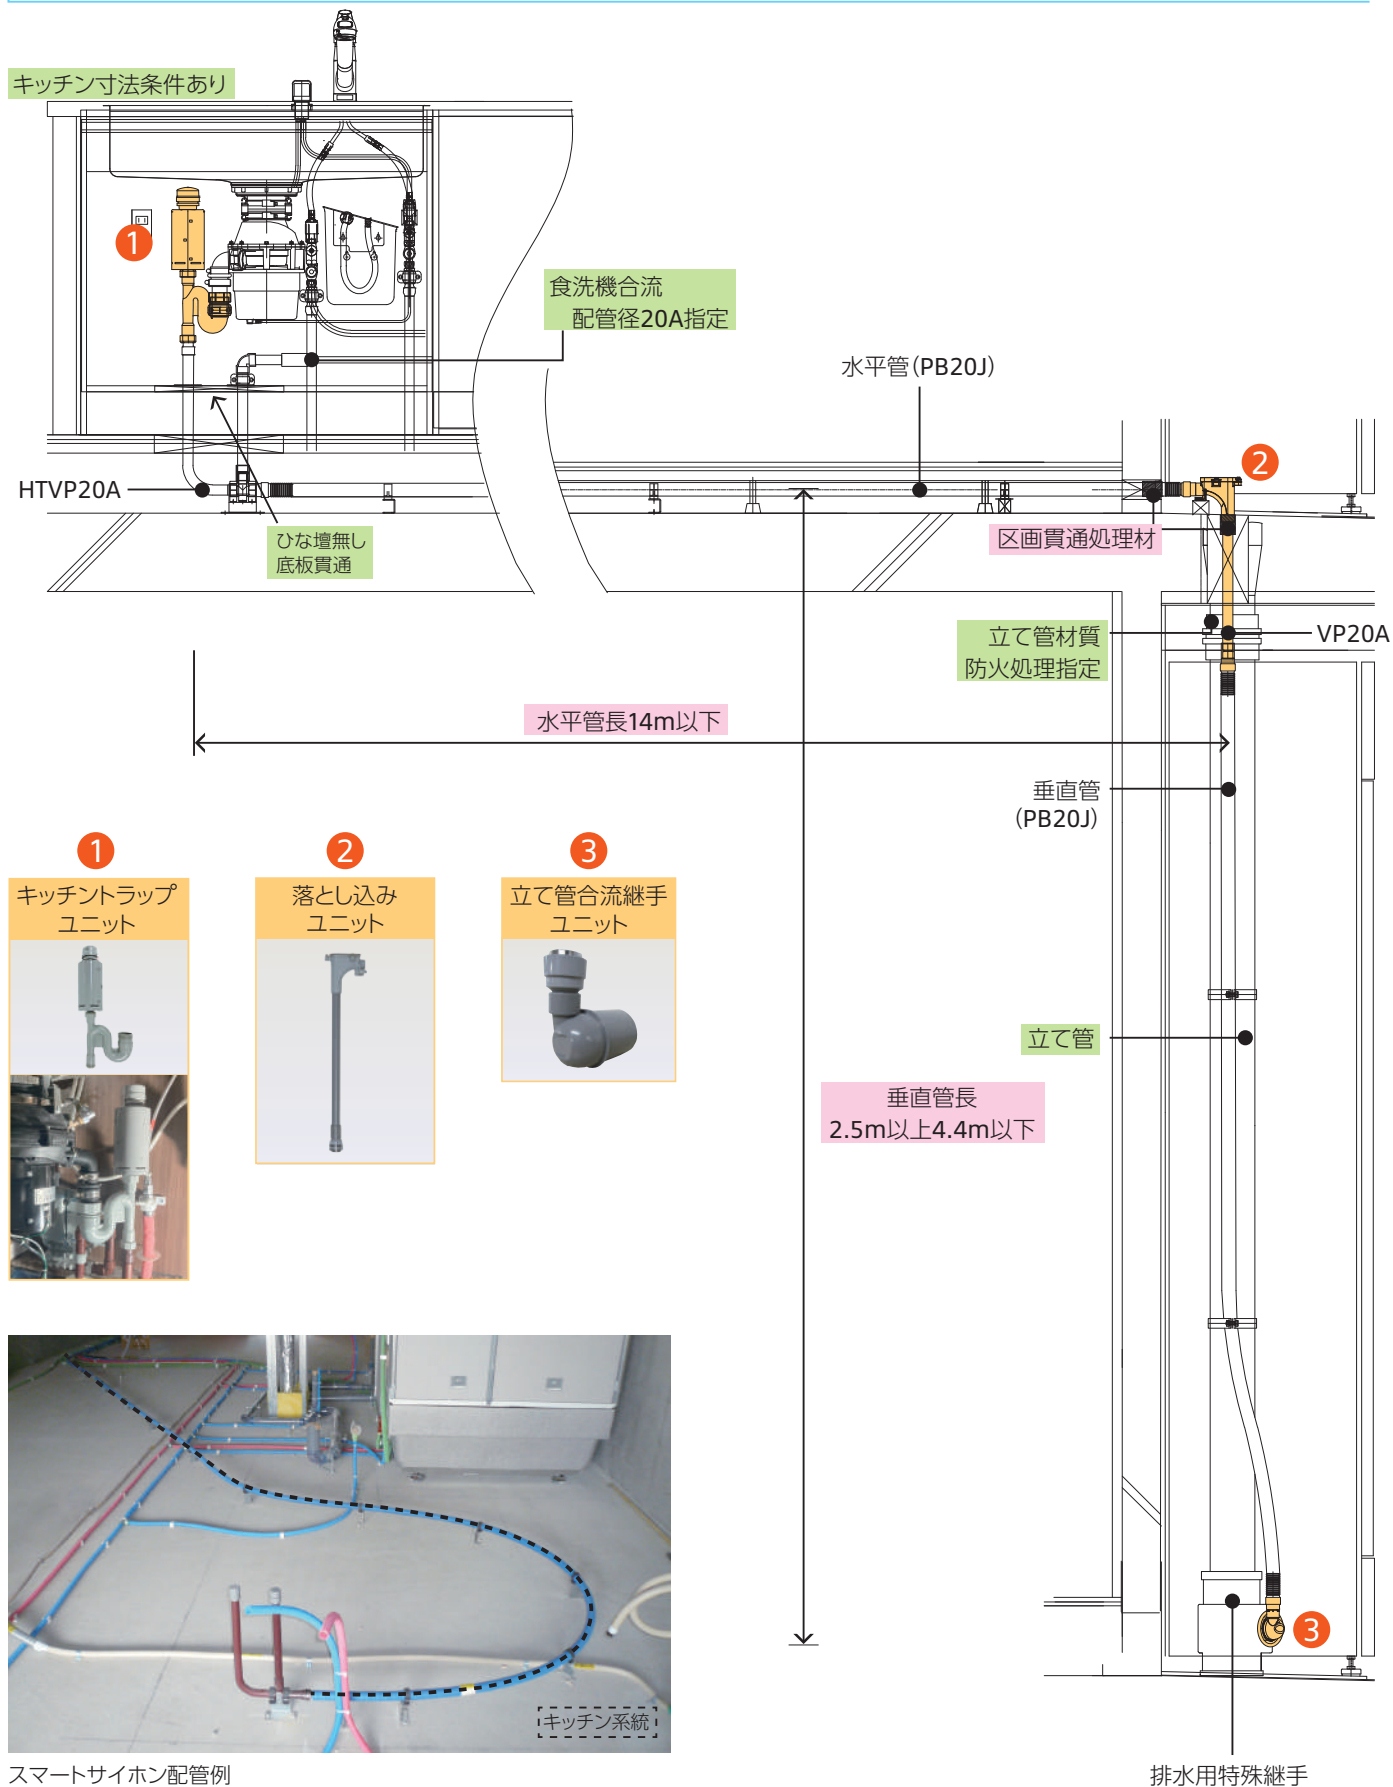 キッチン寸法条件あり
1
食洗機合流
配管径20A指定
水平管（PB20J）
2
HTVP20A
ひな壇無し
底板貫通
区画貫通処理材
立て管材質
防火処理指定
VP20A
水平管長14m以下
垂直管
（PB20J）
1
キッチントラップ
ユニット
2
落とし込み
ユニット
3
立て管合流継手
ユニット
立て管
垂直管長
2.5m以上4.4m以下
3
キッチン系統
スマートサイホン配管例
排水用特殊継手